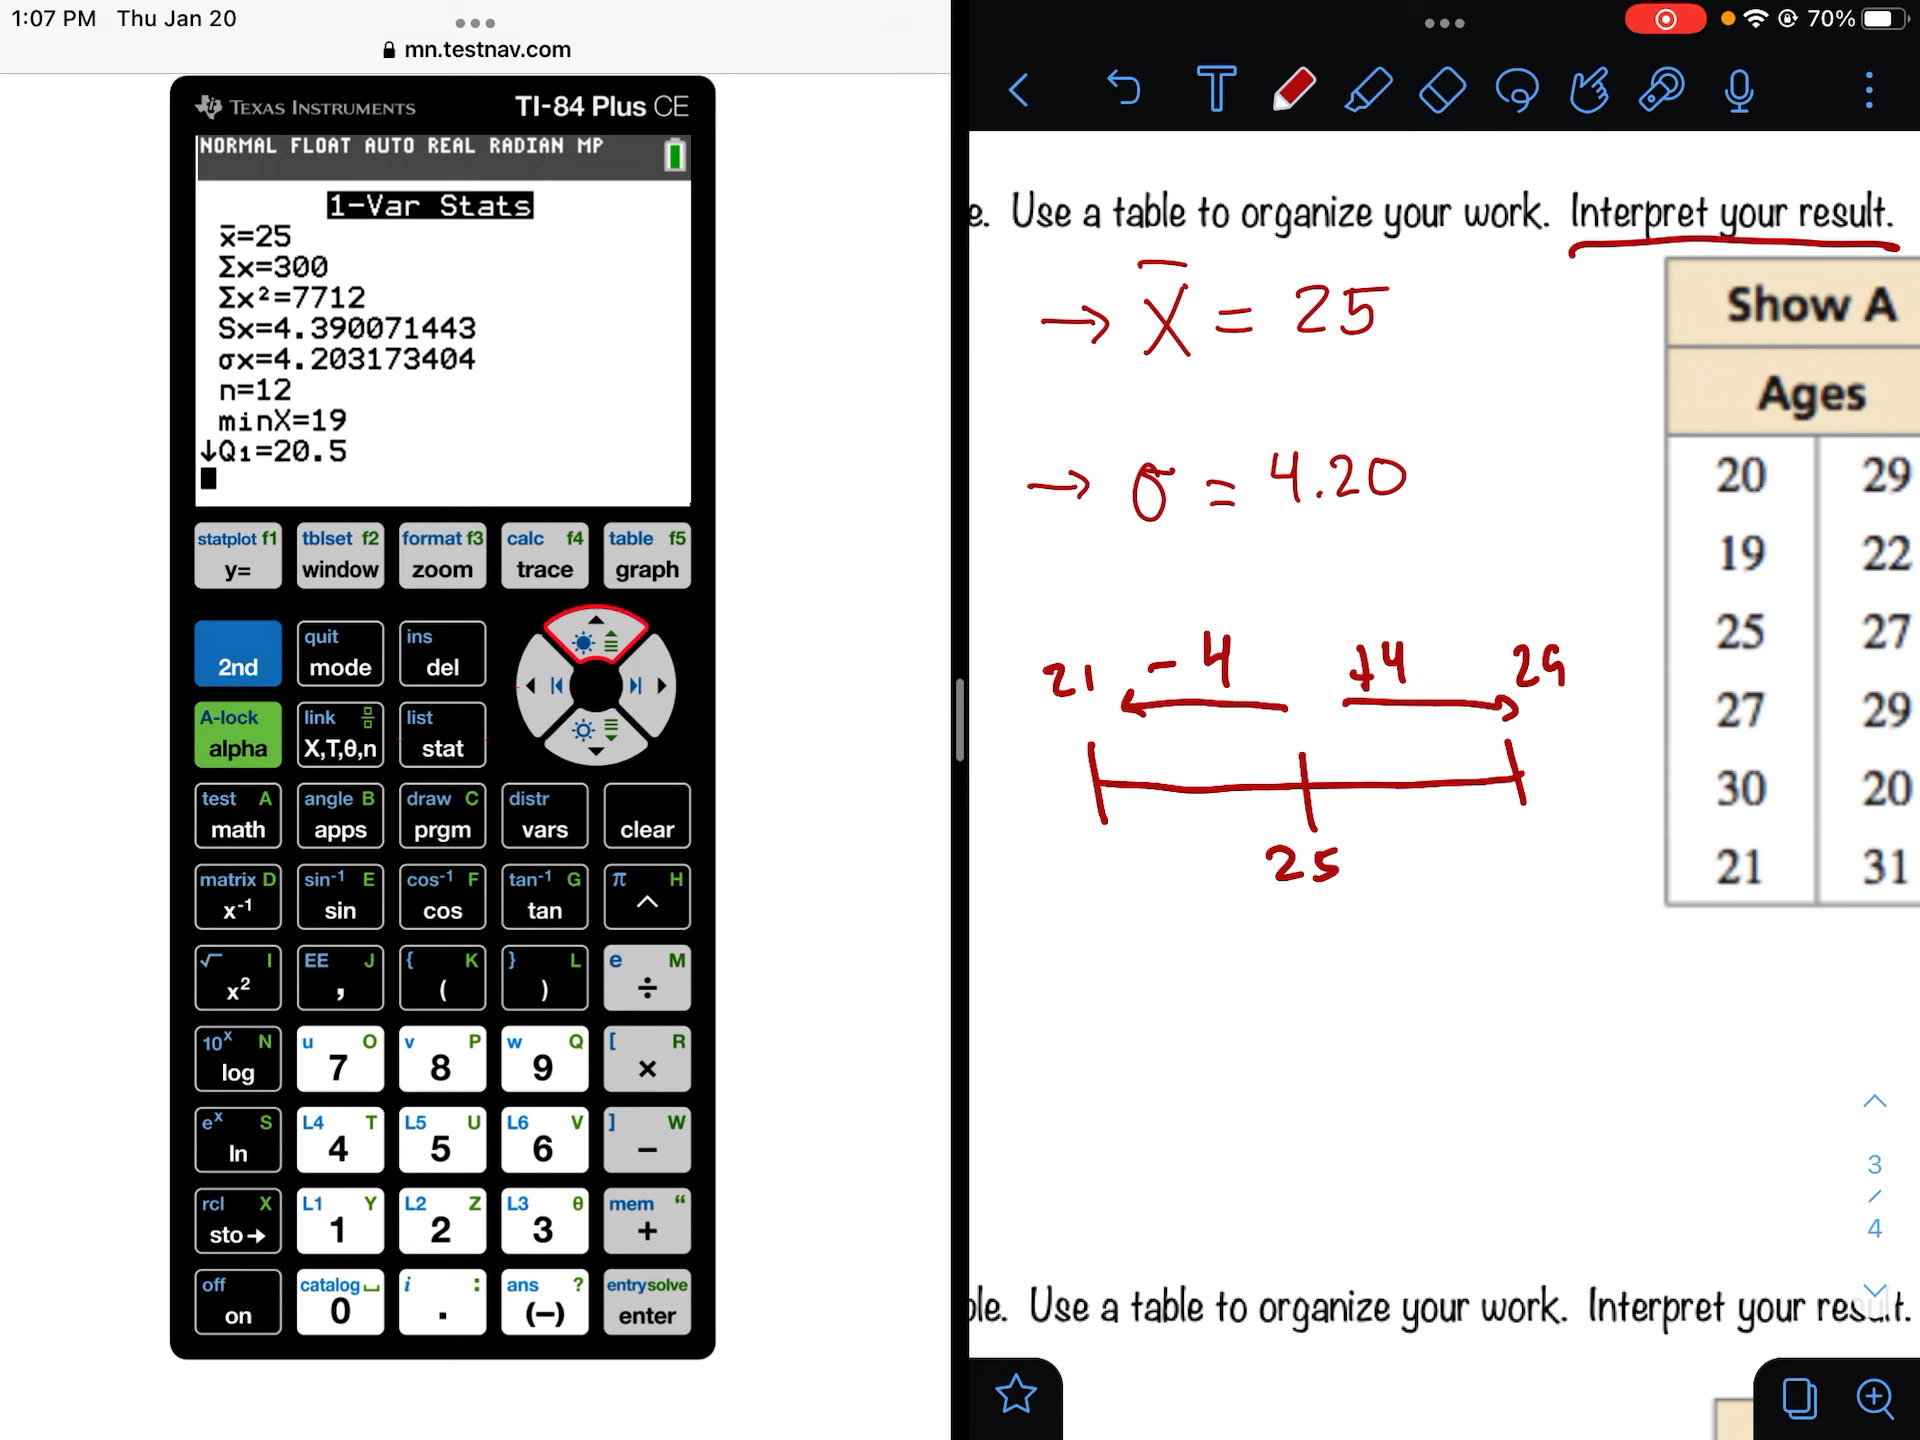 1:07 PM Thu Jan 20
mn.testnav.com
70%
TEXAS INSTRUMENTS TI-84 Plus CE
NORMAL FLOAT AUTO REAL RADIAN MP
1-Var Stats
x̄=25
Σx=300
Σx²=7712
Sx=4.390071443
σx=4.203173404
n=12
minX=19
↓Q₁=20.5
statplot f1 tblset f2 format f3 calc f4 table f5
y= window zoom trace graph
quit ins
2nd mode del
A-lock link list
alpha X,T,θ,n stat
test A angle B draw C distr
math apps prgm vars clear
matrix D sin⁻¹ E cos⁻¹ F tan⁻¹ G π H
x⁻¹ sin cos tan ^
√ I EE J { K } L e M
x² , ( ) ÷
10ˣ N u O v P w Q [ R
log 7 8 9 ×
eˣ S L4 T L5 U L6 V ] W
ln 4 5 6 −
rcl X L1 Y L2 Z L3 θ mem “
sto→ 1 2 3 +
off catalog i : ans ? entry solve
on 0 . (−) enter
e. Use a table to organize your work. Interpret your result.
→ x̄ = 25
→ σ = 4.20
21 -4 +4 29
25
Show A
Ages
20 29
19 22
25 27
27 29
30 20
21 31
3
/
4
ble. Use a table to organize your work. Interpret your result.